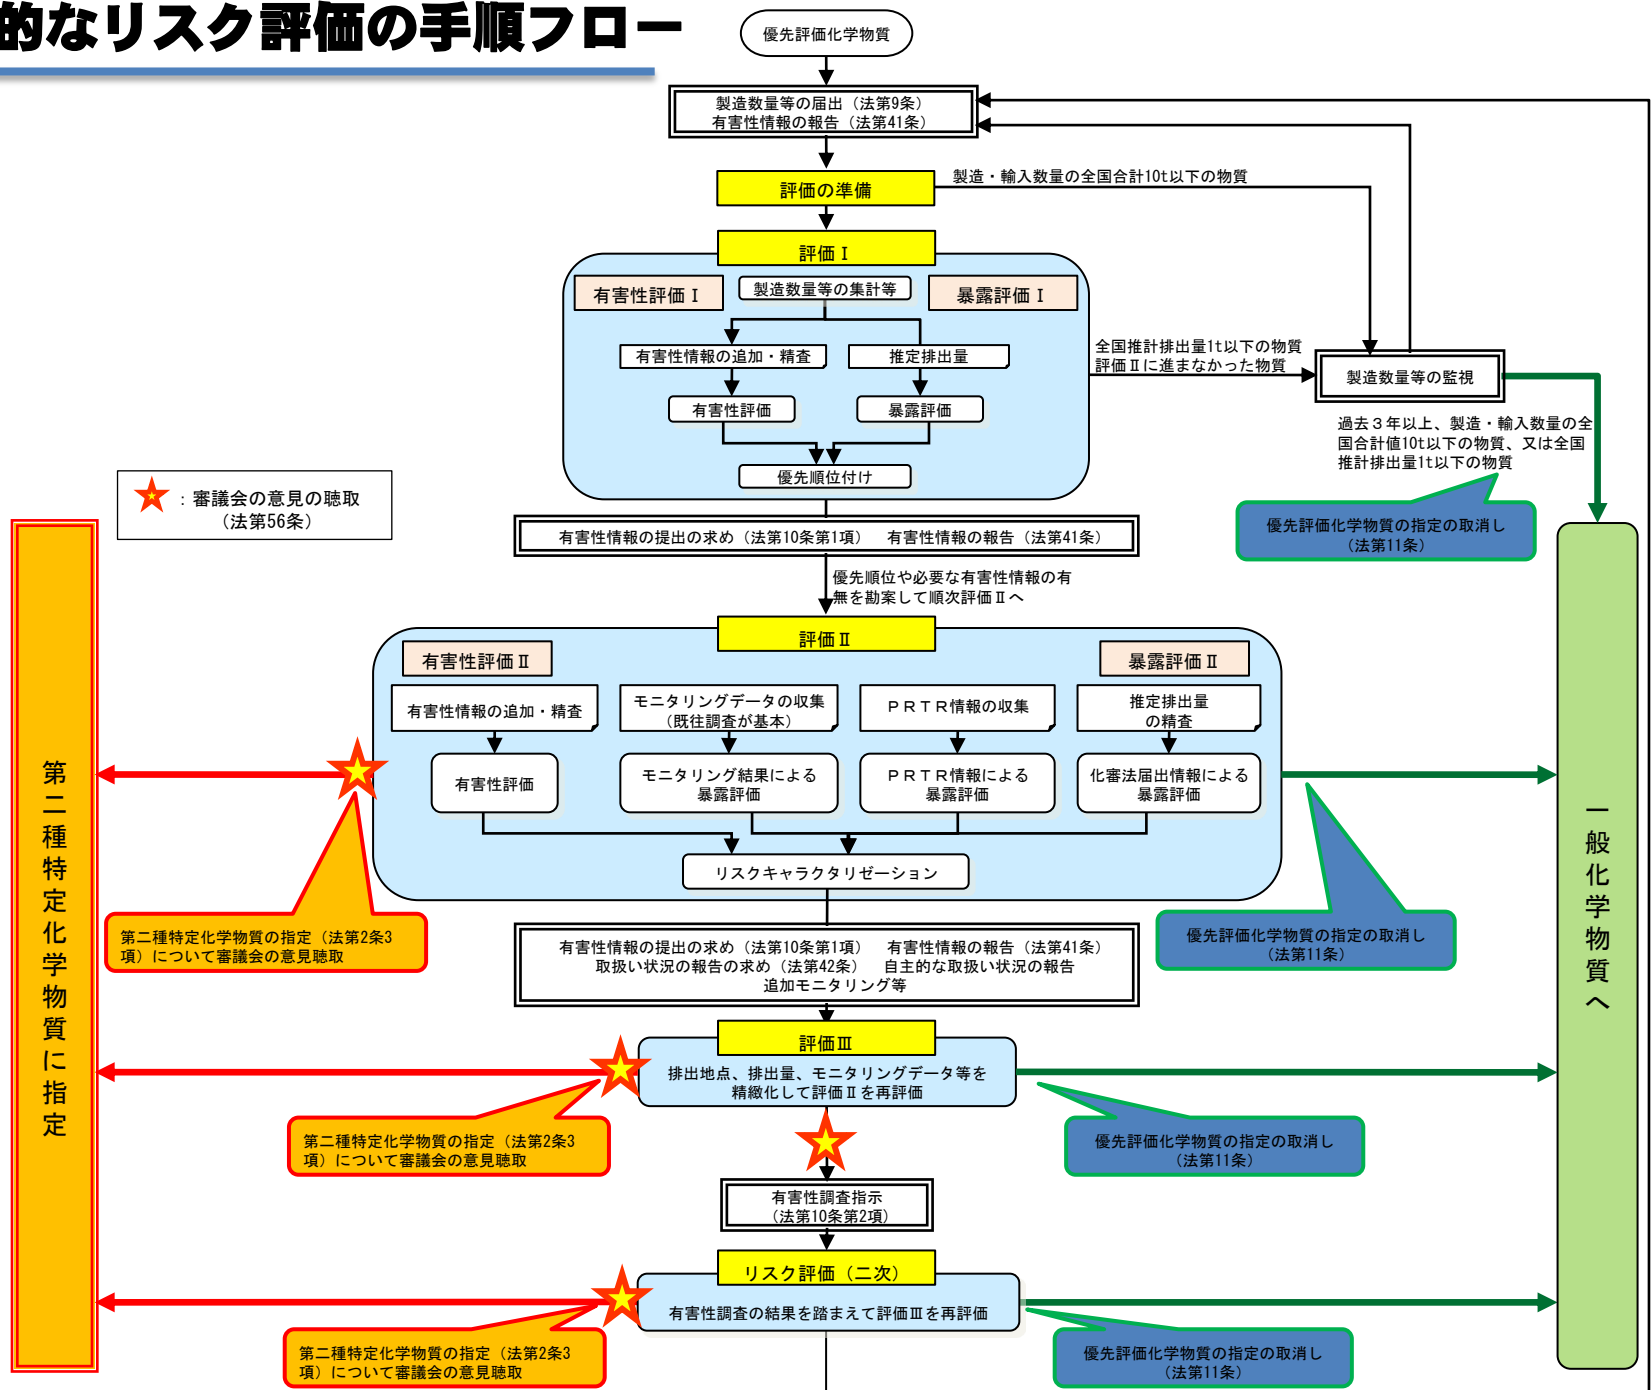 的なリスク評価の手順フロー
優先評価化学物質
製造数量等の届出（法第9条）
有害性情報の報告（法第41条）
評価の準備
製造・輸入数量の全国合計10t以下の物質
評価Ⅰ
有害性評価Ⅰ
製造数量等の集計等
暴露評価Ⅰ
有害性情報の追加・精査
推定排出量
有害性評価
暴露評価
優先順位付け
全国推計排出量1t以下の物質
評価Ⅱに進まなかった物質
製造数量等の監視
過去３年以上、製造・輸入数量の全
国合計値10t以下の物質、又は全国
推計排出量1t以下の物質
優先評価化学物質の指定の取消し
（法第11条）
：審議会の意見の聴取
（法第56条）
有害性情報の提出の求め（法第10条第1項）　有害性情報の報告（法第41条）
優先順位や必要な有害性情報の有
無を勘案して順次評価Ⅱへ
評価Ⅱ
有害性評価Ⅱ
暴露評価Ⅱ
有害性情報の追加・精査
モニタリングデータの収集
（既往調査が基本）
ＰＲＴＲ情報の収集
推定排出量
の精査
有害性評価
モニタリング結果による
暴露評価
ＰＲＴＲ情報による
暴露評価
化審法届出情報による
暴露評価
リスクキャラクタリゼーション
第二種特定化学物質に指定
一般化学物質へ
第二種特定化学物質の指定（法第2条3
項）について審議会の意見聴取
優先評価化学物質の指定の取消し
（法第11条）
有害性情報の提出の求め（法第10条第1項）　有害性情報の報告（法第41条）
取扱い状況の報告の求め（法第42条）　自主的な取扱い状況の報告
追加モニタリング等
評価Ⅲ
排出地点、排出量、モニタリングデータ等を
精緻化して評価Ⅱを再評価
第二種特定化学物質の指定（法第2条3
項）について審議会の意見聴取
優先評価化学物質の指定の取消し
（法第11条）
有害性調査指示
（法第10条第2項）
リスク評価（二次）
有害性調査の結果を踏まえて評価Ⅲを再評価
第二種特定化学物質の指定（法第2条3
項）について審議会の意見聴取
優先評価化学物質の指定の取消し
（法第11条）